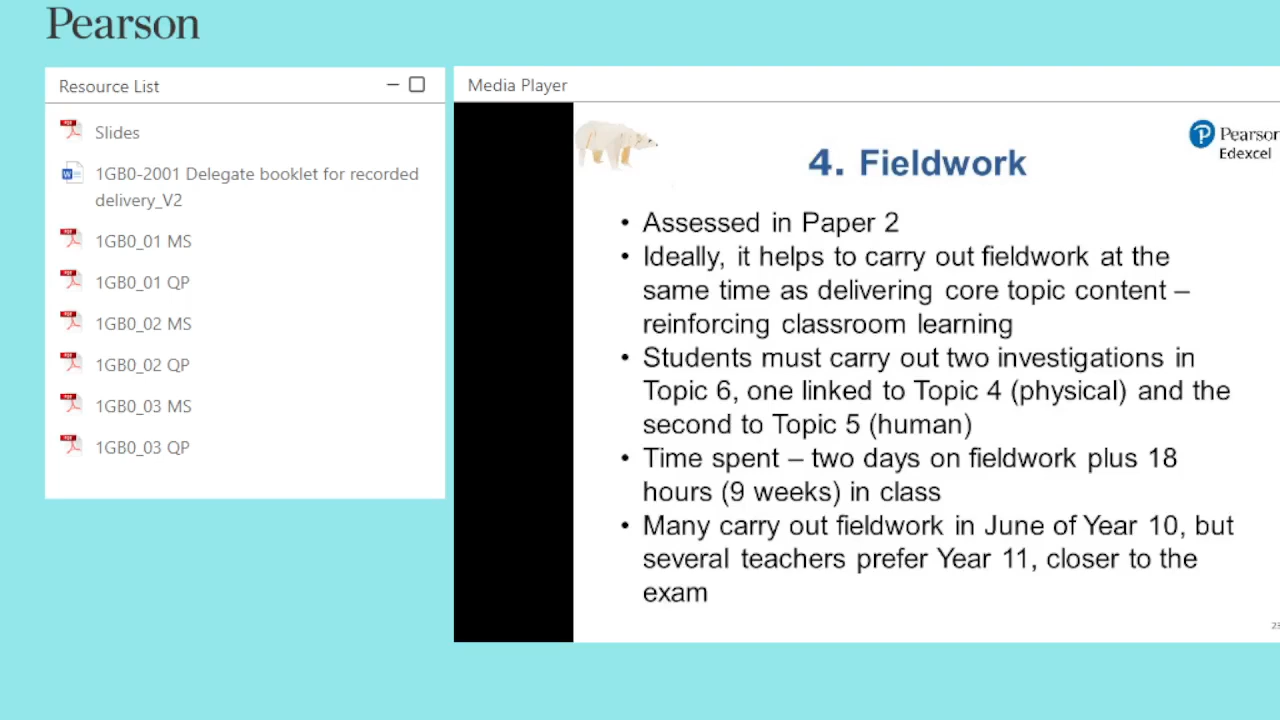 Pearson
Resource List
Slides
1GB0-2001 Delegate booklet for recorded
delivery_V2
1GB0_01 MS
1GB0_01 QP
1GB0_02 MS
1GB0_02 QP
1GB0_03 MS
1GB0_03 QP
Media Player
Pearson
Edexcel
4. Fieldwork
• Assessed in Paper 2
• Ideally, it helps to carry out fieldwork at the
same time as delivering core topic content –
reinforcing classroom learning
• Students must carry out two investigations in
Topic 6, one linked to Topic 4 (physical) and the
second to Topic 5 (human)
• Time spent – two days on fieldwork plus 18
hours (9 weeks) in class
• Many carry out fieldwork in June of Year 10, but
several teachers prefer Year 11, closer to the
exam
23